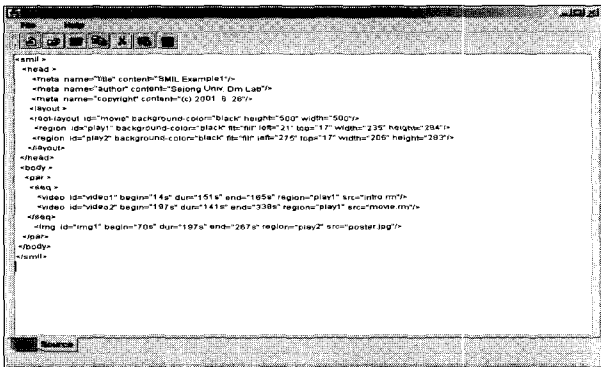 File Help
<smil >
<head >
<meta name="title" content="SMIL Example1"/>
<meta name="author" content="Sejong Univ. Dm Lab"/>
<meta name="copyright" content="(c) 2001 8 28"/>
<layout >
<root-layout id="movie" background-color="black" height="500" width="500"/>
<region id="play1" background-color="black" fit="fill" left="21" top="17" width="235" height="284"/>
<region id="play2" background-color="black" fit="fill" left="275" top="17" width="206" height="283"/>
</layout>
</head>
<body >
<par >
<seq >
<video id="video1" begin="14s" dur="151s" end="165s" region="play1" src="intro.rm"/>
<video id="video2" begin="197s" dur="141s" end="338s" region="play1" src="movie.rm"/>
</seq>
<img id="img1" begin="70s" dur="197s" end="267s" region="play2" src="poster.jpg"/>
</par>
</body>
</smil>
Source